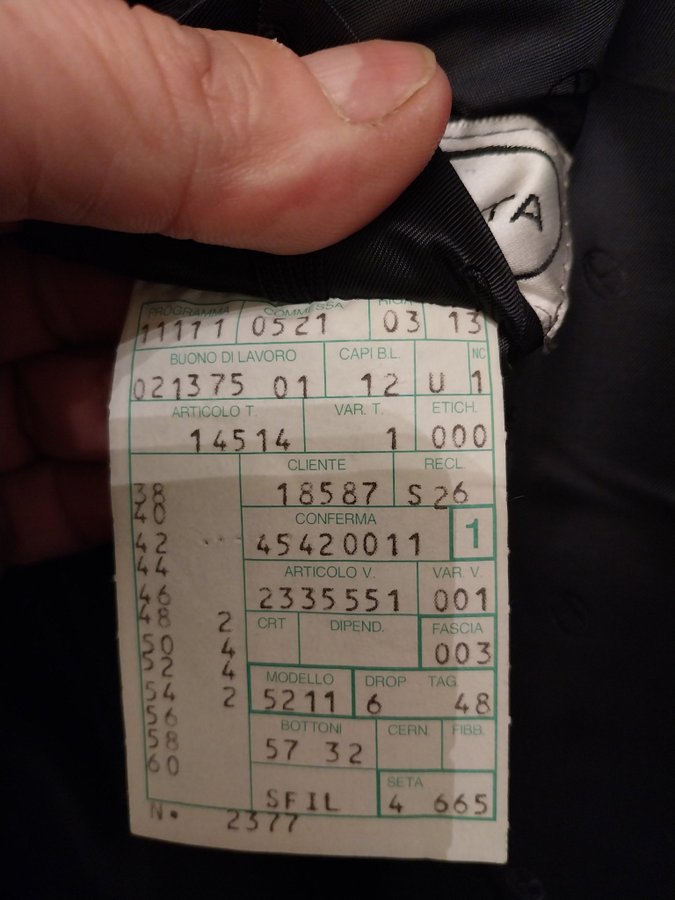 TA
PROGRAMMA COMMESSA RIGA
11171 0521 03 13
BUONO DI LAVORO CAPI B.L. NC
021375 01 12 U 1
ARTICOLO T. VAR. T. ETICH.
14514 1 000
CLIENTE RECL.
38 18587 S 26
40 CONFERMA
42 45420011 1
44 ARTICOLO V. VAR. V.
46 2335551 001
48 2 CRT DIPEND. FASCIA
50 4 003
52 4 MODELLO DROP TAG.
54 2 5211 6 48
56 BOTTONI CERN FIBB.
58 57 32
60 SETA
SFIL 4 665
N. 2377